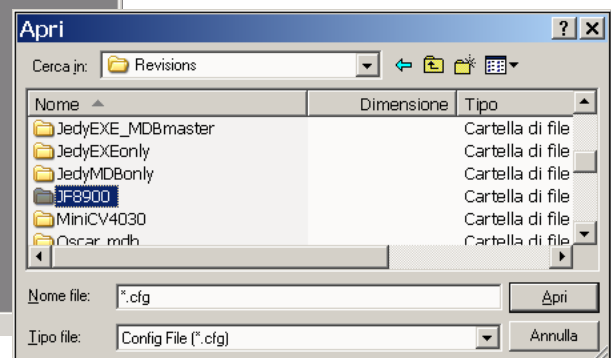 Apri
Cerca in: Revisions
Nome Dimensione Tipo
JedyEXE_MDBmaster Cartella di file
JedyEXEonly Cartella di file
JedyMDBonly Cartella di file
JF8900 Cartella di file
MiniCV4030 Cartella di file
Oscar_mdb Cartella di file
Nome file: *.cfg Apri
Tipo file: Config File (*.cfg) Annulla